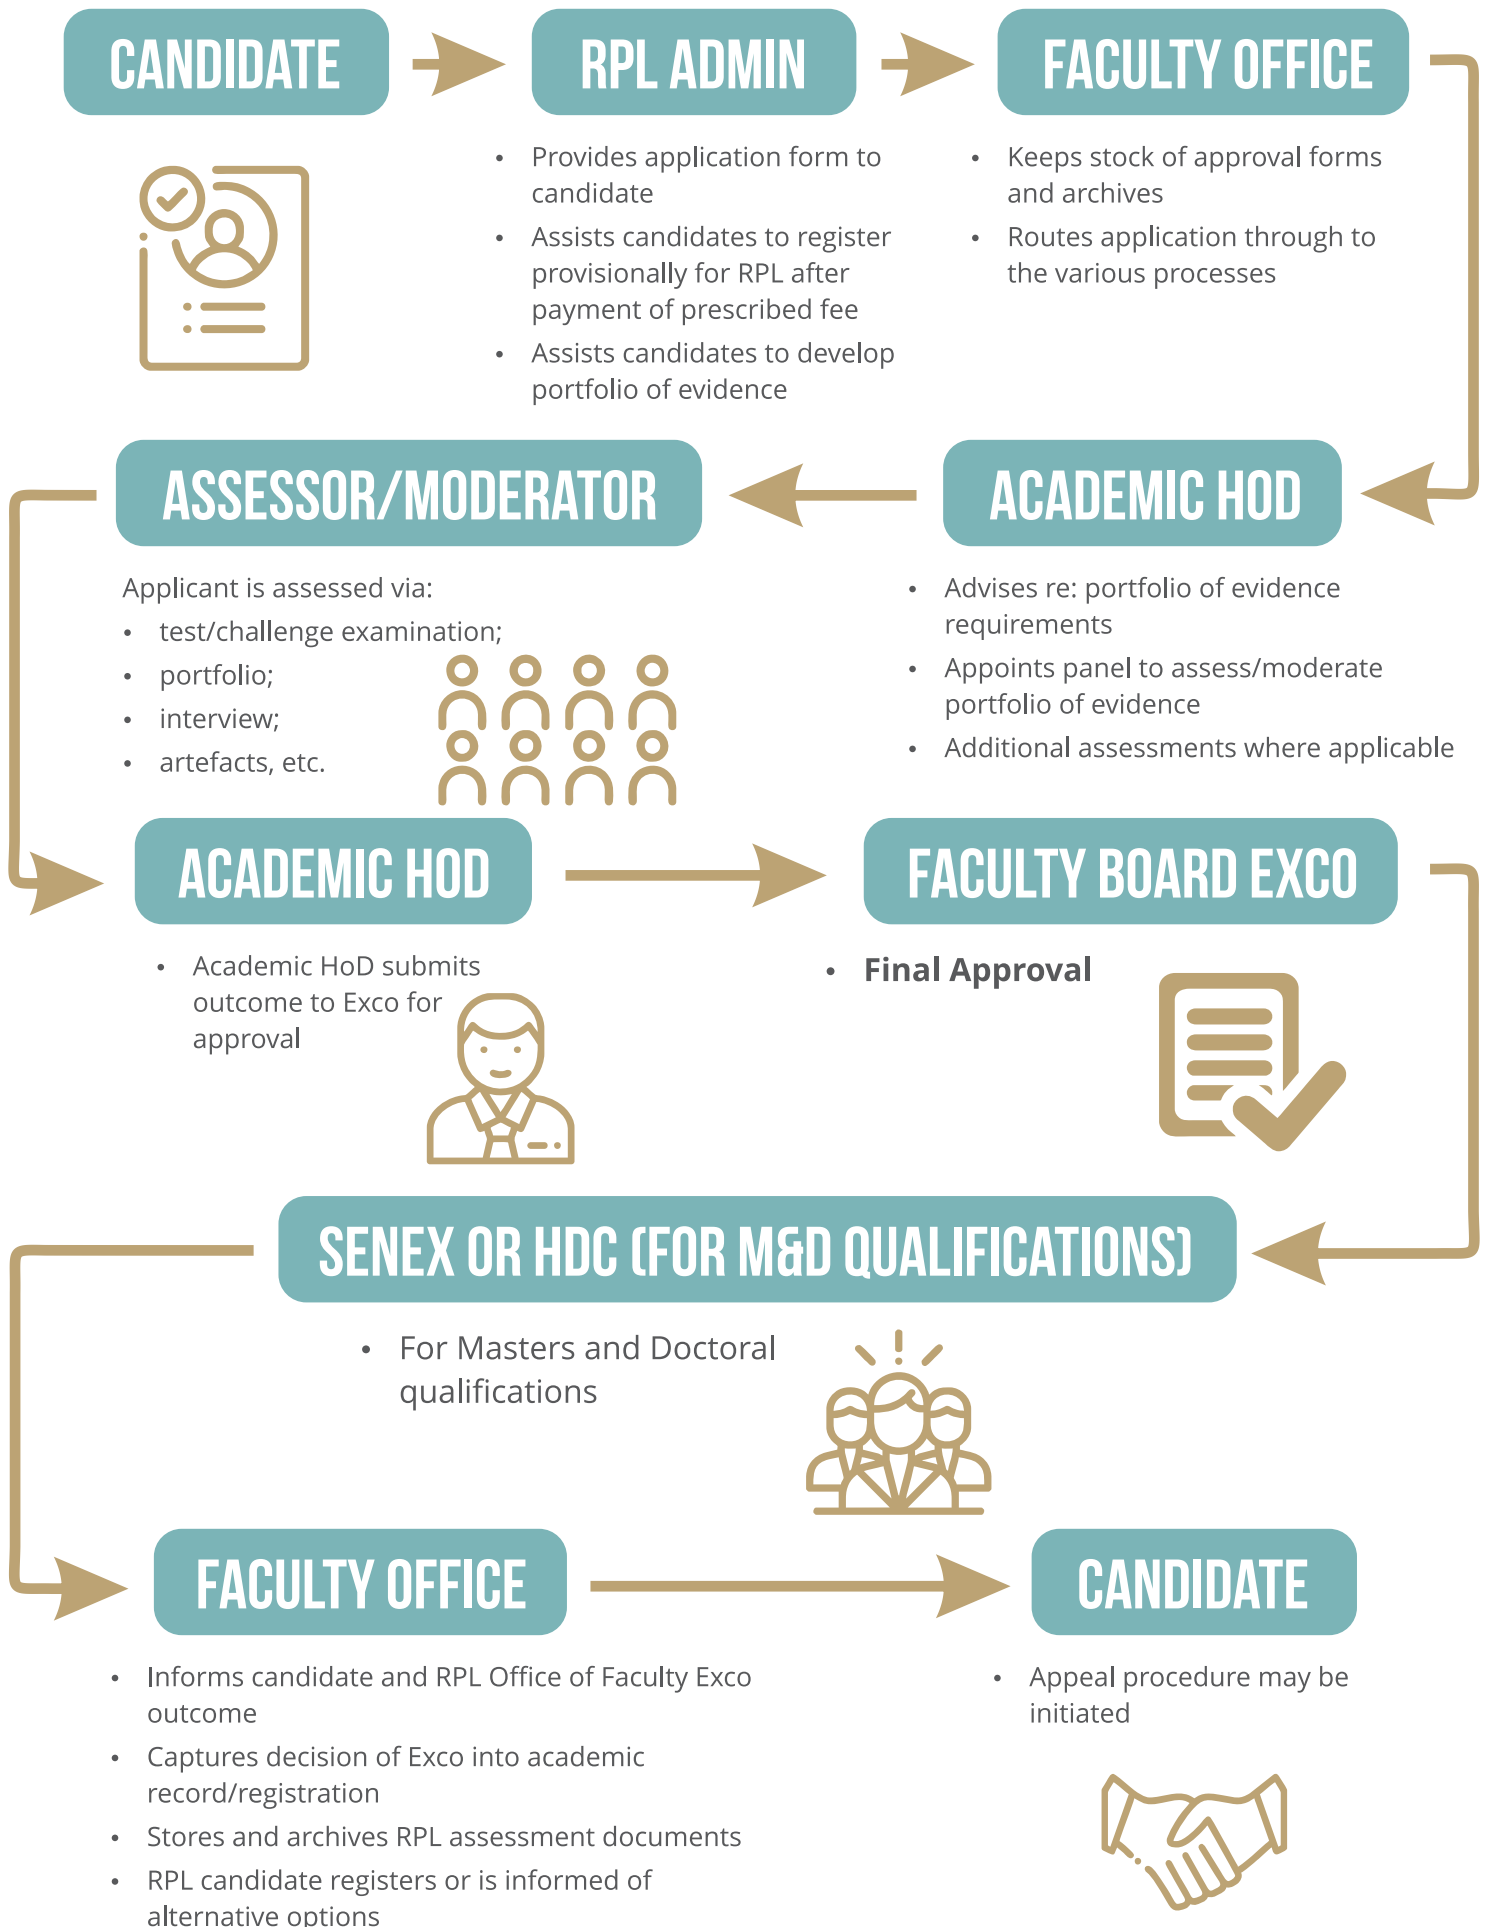 CANDIDATE
RPL ADMIN
• Provides application form to
candidate
• Assists candidates to register
provisionally for RPL after
payment of prescribed fee
• Assists candidates to develop
portfolio of evidence
FACULTY OFFICE
• Keeps stock of approval forms
and archives
• Routes application through to
the various processes
ACADEMIC HOD
• Advises re: portfolio of evidence
requirements
• Appoints panel to assess/moderate
portfolio of evidence
• Additional assessments where applicable
ASSESSOR/MODERATOR
Applicant is assessed via:
• test/challenge examination;
• portfolio;
• interview;
• artefacts, etc.
ACADEMIC HOD
• Academic HoD submits
outcome to Exco for
approval
FACULTY BOARD EXCO
• Final Approval
SENEX OR HDC (FOR M&D QUALIFICATIONS)
• For Masters and Doctoral
qualifications
FACULTY OFFICE
• Informs candidate and RPL Office of Faculty Exco
outcome
• Captures decision of Exco into academic
record/registration
• Stores and archives RPL assessment documents
• RPL candidate registers or is informed of
alternative options
CANDIDATE
• Appeal procedure may be
initiated